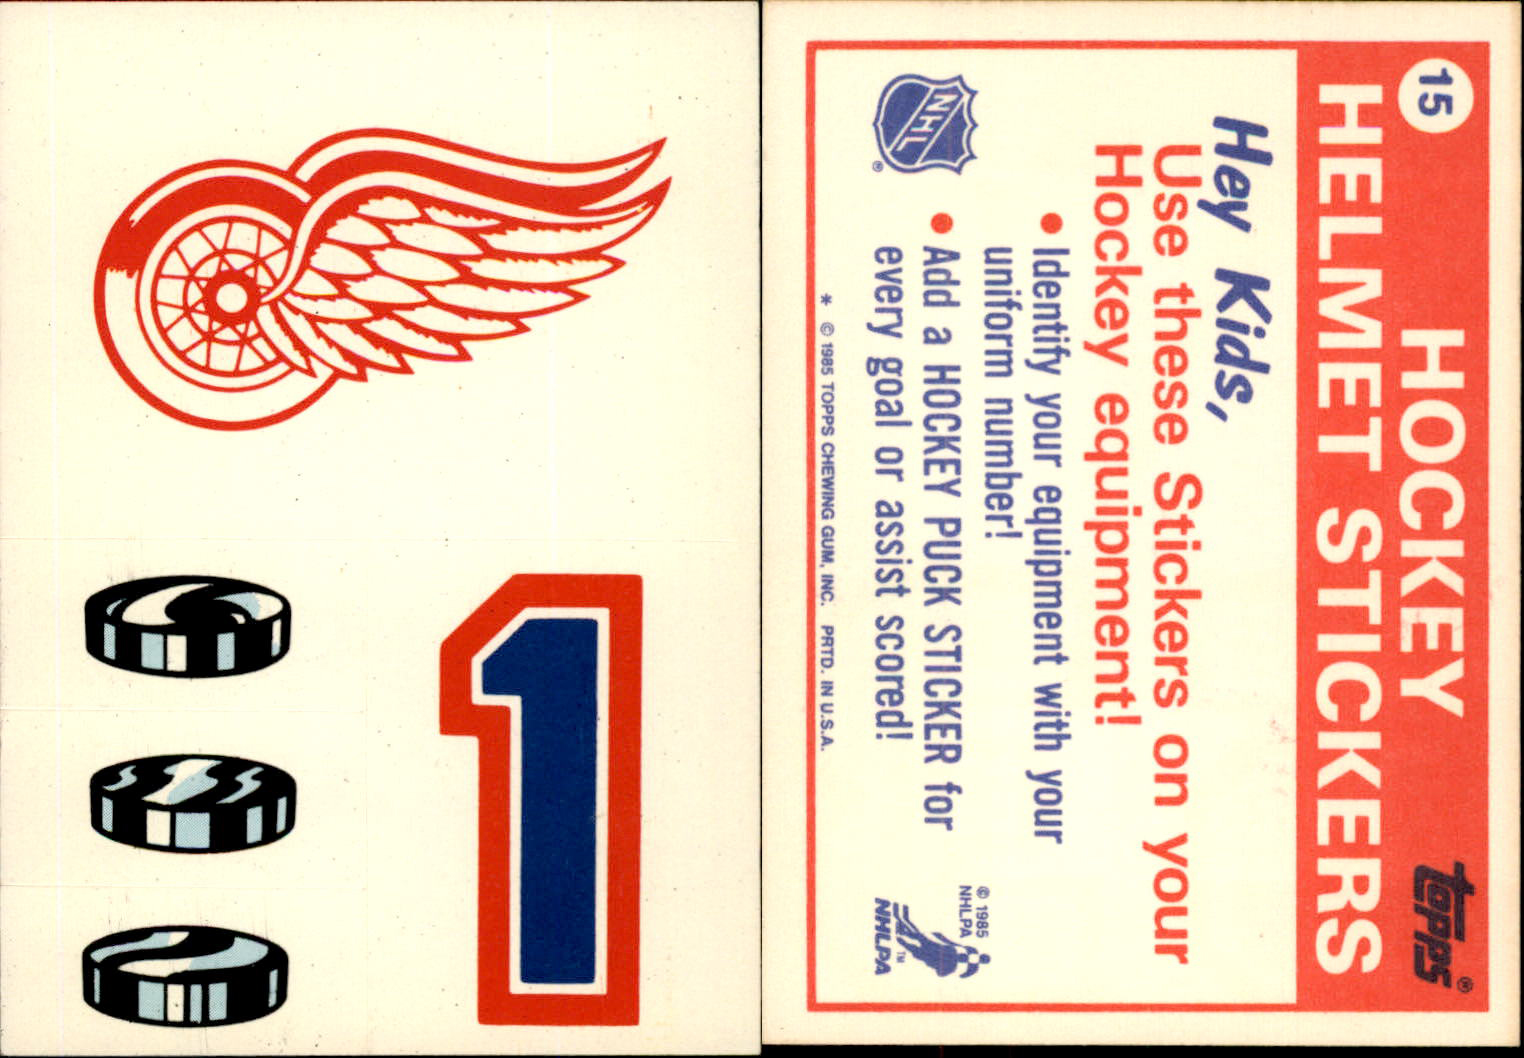 1
15
HOCKEY
HELMET STICKERS
topps®
Hey Kids,
Use these Stickers on your
Hockey equipment!
• Identify your equipment with your
uniform number!
• Add a HOCKEY PUCK STICKER for
every goal or assist scored!
NHL
®
© 1985
NHLPA
NHLPA
TM
* © 1985 TOPPS CHEWING GUM, INC. PRTD. IN U.S.A.